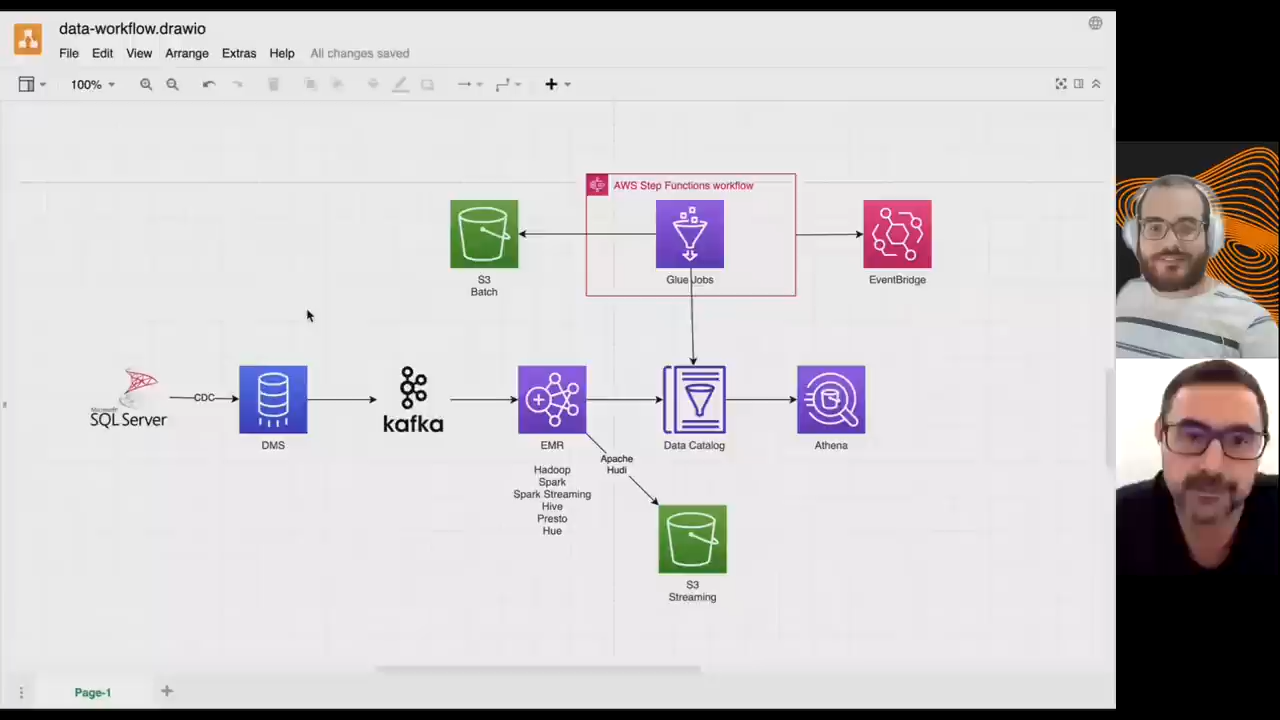 data-workflow.drawio
File Edit View Arrange Extras Help All changes saved
100%
AWS Step Functions workflow
S3
Batch
Glue Jobs
EventBridge
Microsoft
SQL Server
CDC
DMS
kafka
EMR
Hadoop
Spark
Spark Streaming
Hive
Presto
Hue
Apache
Hudi
Data Catalog
Athena
S3
Streaming
Page-1